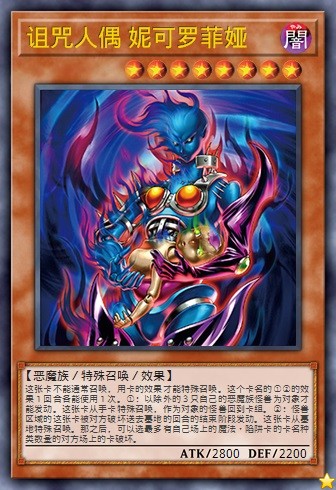 诅咒人偶 妮可罗菲娅
闇
【恶魔族／特殊召唤／效果】
这张卡不能通常召唤，用卡的效果才能特殊召唤。这个卡名的①②的效
果１回合各能使用１次。①：以除外的３只自己的恶魔族怪兽为对象才
能发动。这张卡从手卡特殊召唤，作为对象的怪兽回到卡组。②：怪兽
区域的这张卡被对方破坏送去墓地的回合的结束阶段发动。这张卡从墓
地特殊召唤。那之后，可以选最多有自己场上的魔法·陷阱卡的卡名种
类数量的对方场上的卡破坏。
ATK/2800 DEF/2200